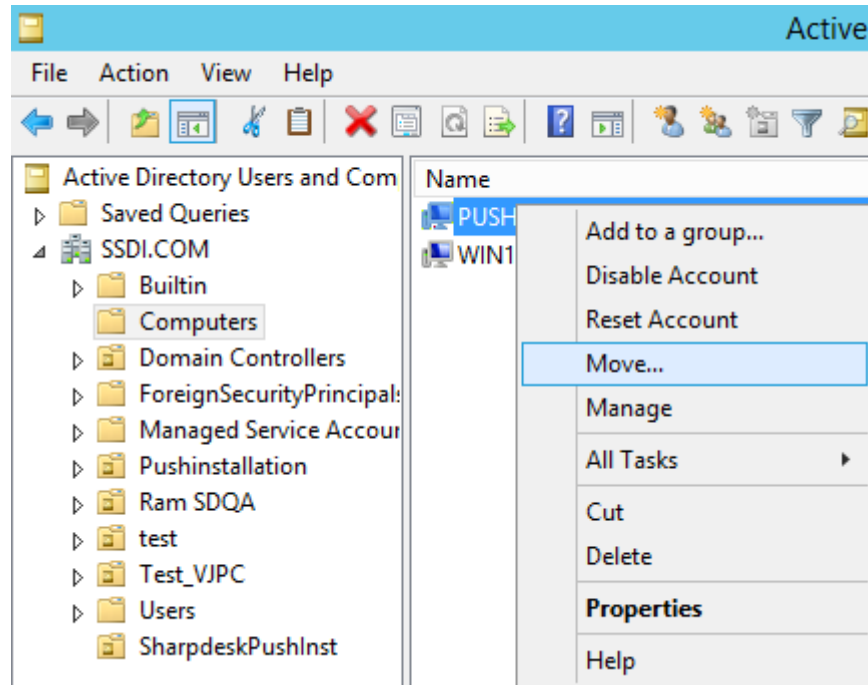 Active
File Action View Help
Active Directory Users and Com
Saved Queries
SSDI.COM
Builtin
Computers
Domain Controllers
ForeignSecurityPrincipal
Managed Service Accour
Pushinstallation
Ram SDQA
test
Test_VJPC
Users
SharpdeskPushInst
Name
PUSH
WIN1
Add to a group...
Disable Account
Reset Account
Move...
Manage
All Tasks
Cut
Delete
Properties
Help